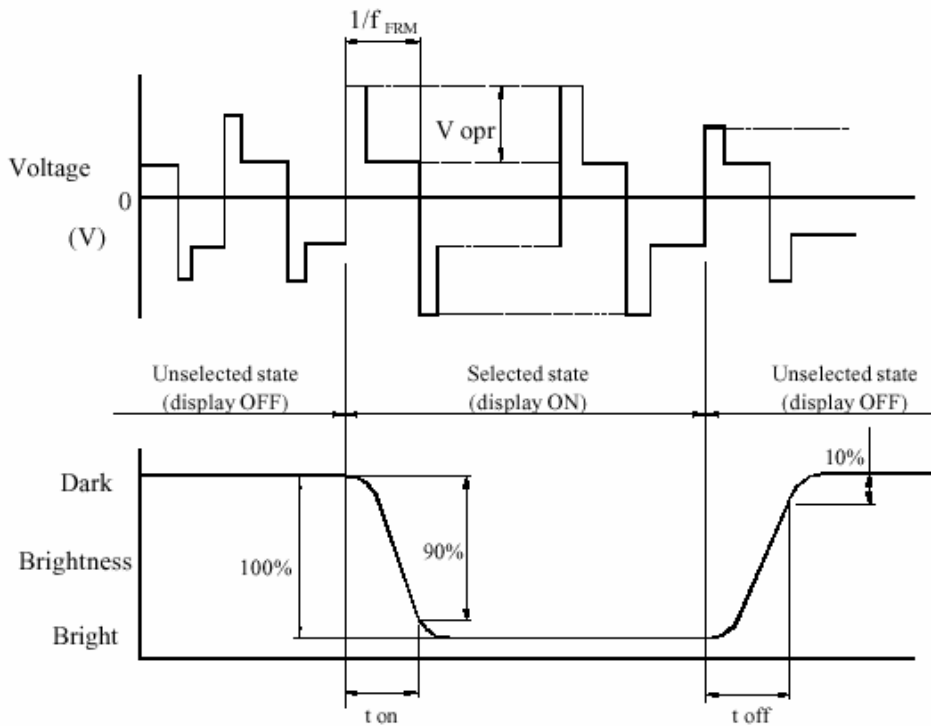 1/f FRM
V opr
Voltage
0
(V)
Unselected state
(display OFF)
Selected state
(display ON)
Unselected state
(display OFF)
10%
Dark
90%
Brightness
100%
Bright
t on
t off